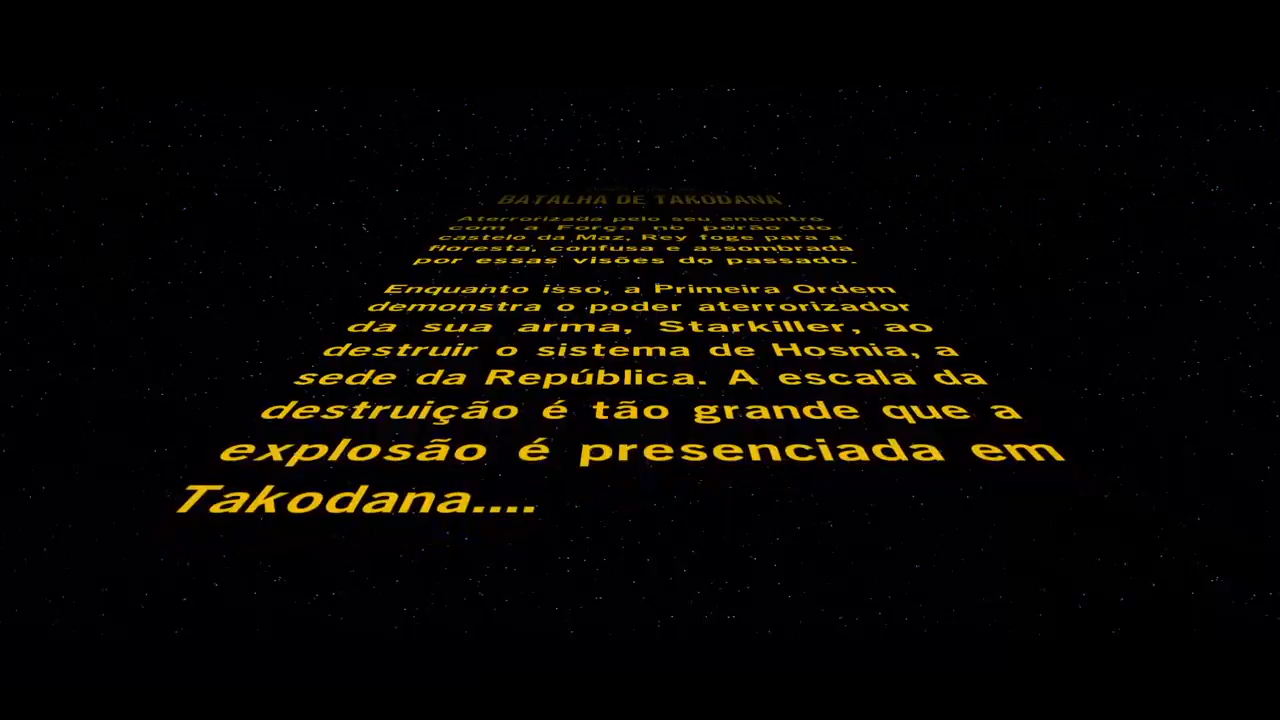 BATALHA DE TAKODANA
Aterrorizada pelo seu encontro
com a Força no porão do
castelo da Maz, Rey foge para a
floresta, confusa e assombrada
por essas visões do passado.
Enquanto isso, a Primeira Ordem
demonstra o poder aterrorizador
da sua arma, Starkiller, ao
destruir o sistema de Hosnia, a
sede da República. A escala da
destruição é tão grande que a
explosão é presenciada em
Takodana....